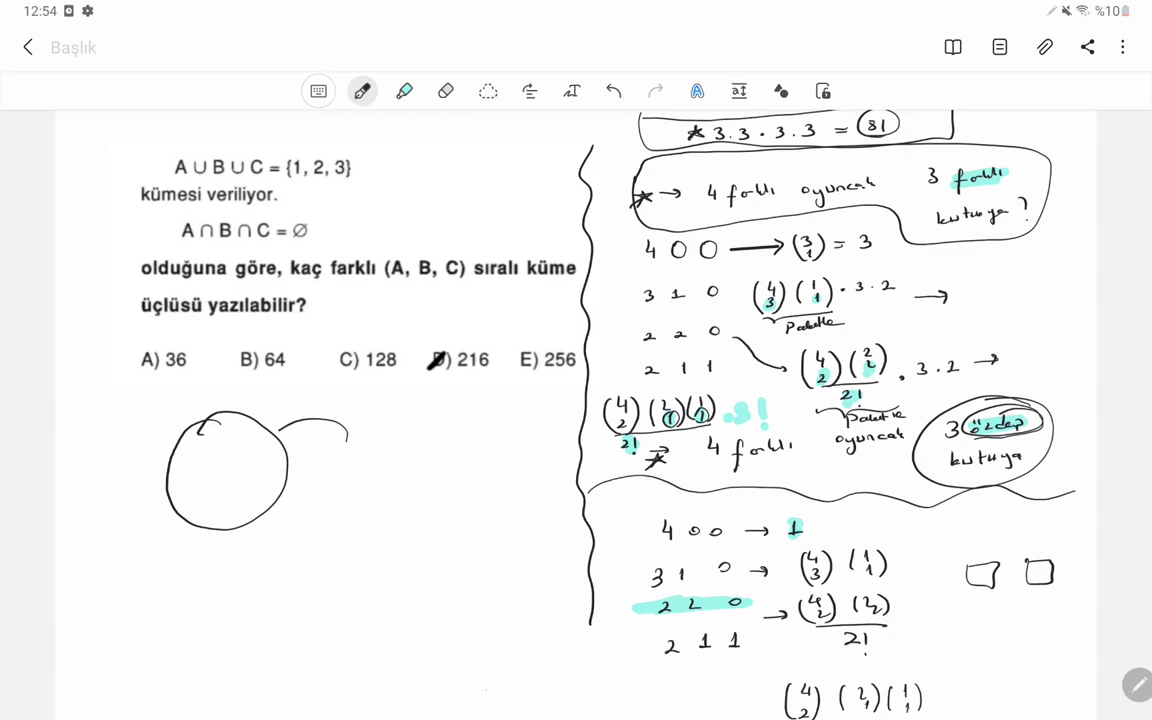 12:54
%10
Başlık
A ∪ B ∪ C = {1, 2, 3}
kümesi veriliyor.
A ∩ B ∩ C = ∅
olduğuna göre, kaç farklı (A, B, C) sıralı küme
üçlüsü yazılabilir?
A) 36 B) 64 C) 128 D) 216 E) 256
★ 3.3.3.3 = 81
★ → 4 farklı oyuncak 3 farklı
kutuya ?
4 0 0 → (3 1) = 3
3 1 0 (4 3) (1 1) . 3.2 →
Paketle
2 2 0
2 1 1
(4 2) (2 2) / 2! . 3.2 →
Paketle
(4 2) (2 1) (1 1) / 2! . 3!
★ → 4 farklı oyuncak 3 özdeş
kutuya
4 0 0 → 1
3 1 0 → (4 3) (1 1)
2 2 0 → (4 2) (2 2) / 2!
2 1 1
(4 2) (2 1) (1 1)